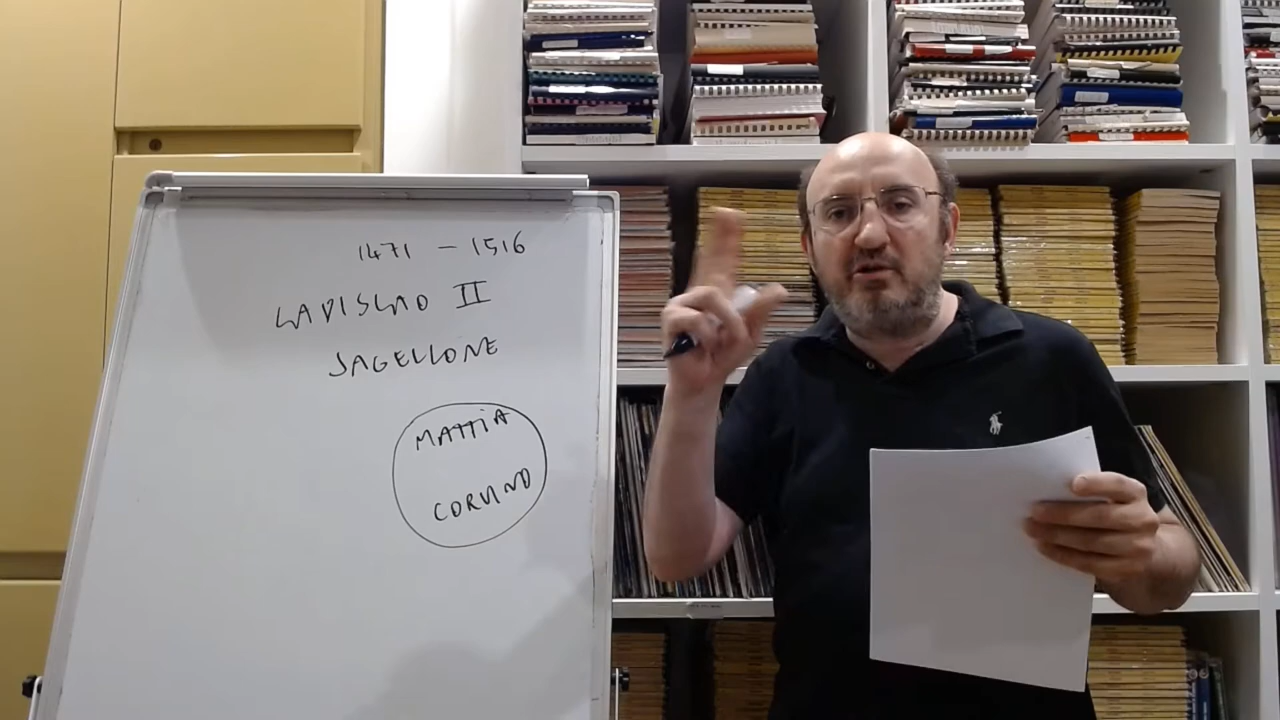 1471 - 1516
LADISLAO II
JAGELLONE
MATTIA
CORVINO